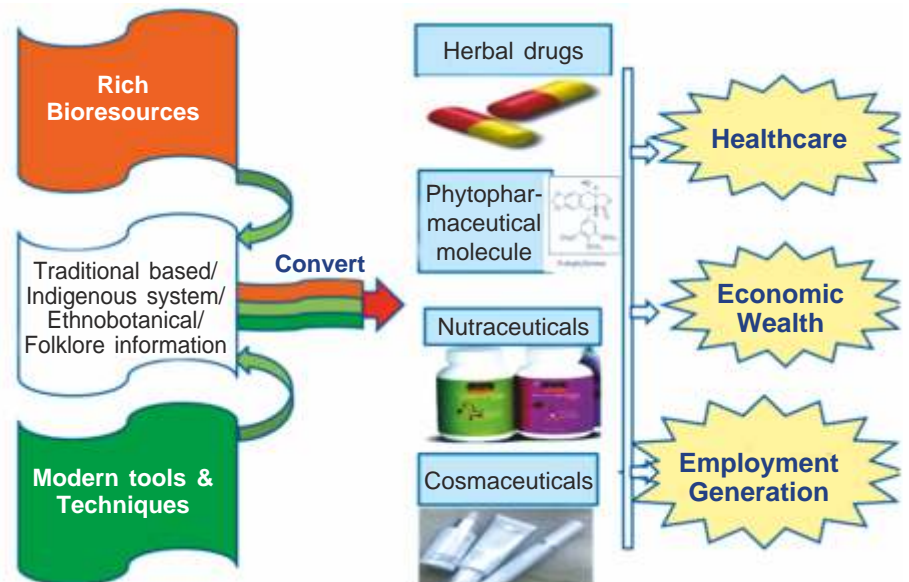 Rich
Bioresources
Traditional based/
Indigenous system/
Ethnobotanical/
Folklore information
Modern tools &
Techniques
Convert
Herbal drugs
Phytophar-
maceutical
molecule
Nutraceuticals
Cosmaceuticals
Healthcare
Economic
Wealth
Employment
Generation